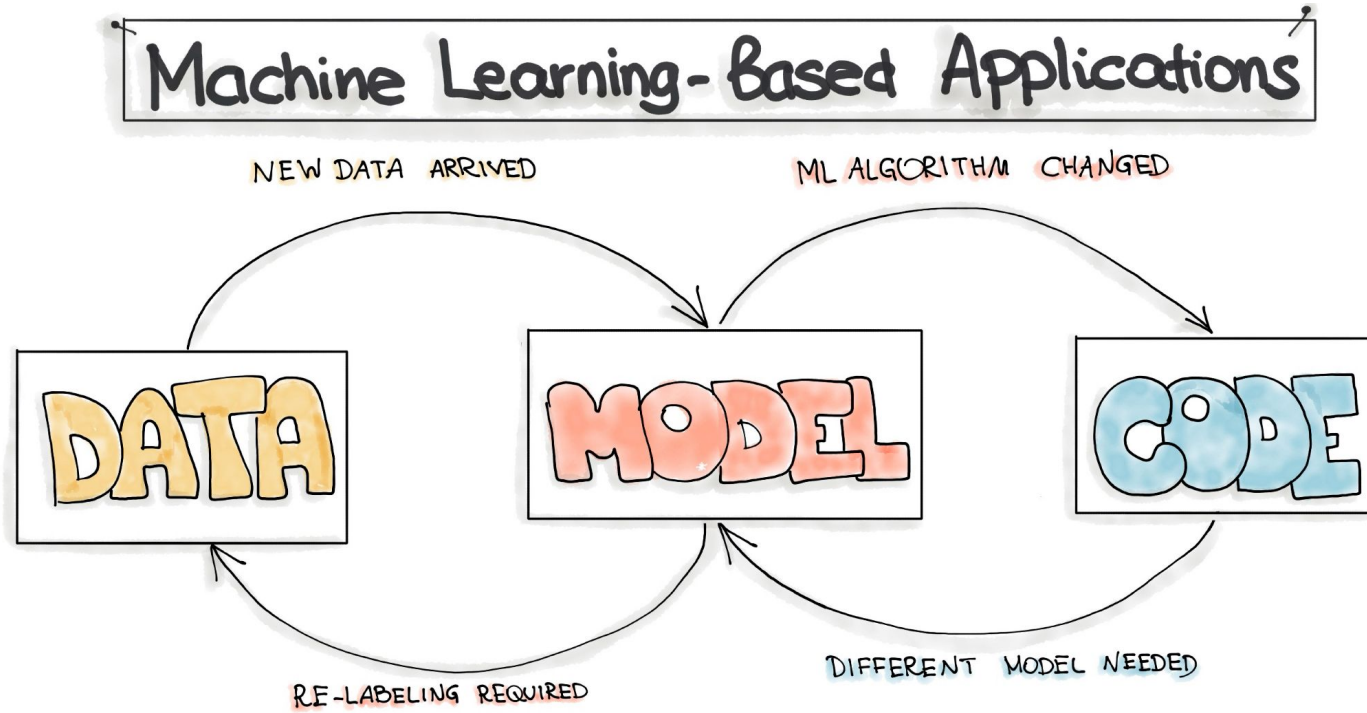 Machine Learning-Based Applications
NEW DATA ARRIVED
ML ALGORITHM CHANGED
DATA
MODEL
CODE
RE-LABELING REQUIRED
DIFFERENT MODEL NEEDED